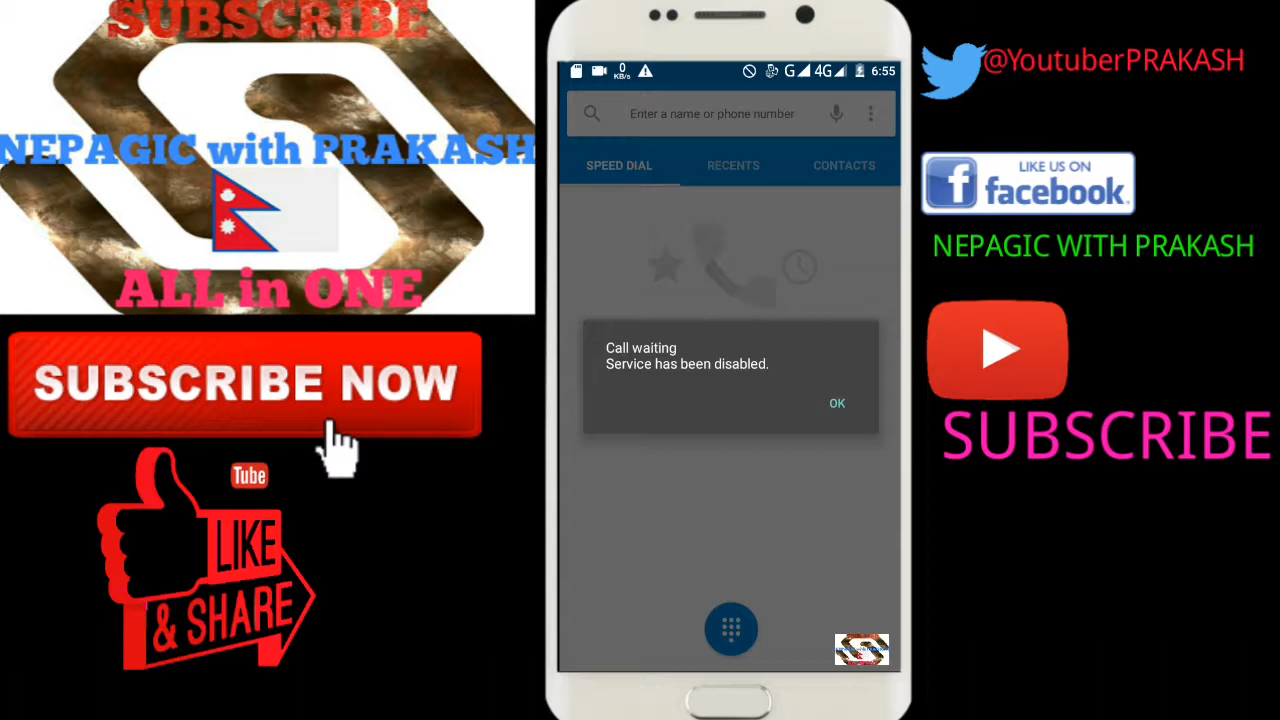 SUBSCRIBE
NEPAGIC with PRAKASH
ALL in ONE
SUBSCRIBE NOW
Tube
LIKE
& SHARE
0
KB/s
G
4G
6:55
Enter a name or phone number
SPEED DIAL
RECENTS
CONTACTS
Call waiting
Service has been disabled.
OK
@YoutuberPRAKASH
LIKE US ON
facebook.
NEPAGIC WITH PRAKASH
SUBSCRIBE